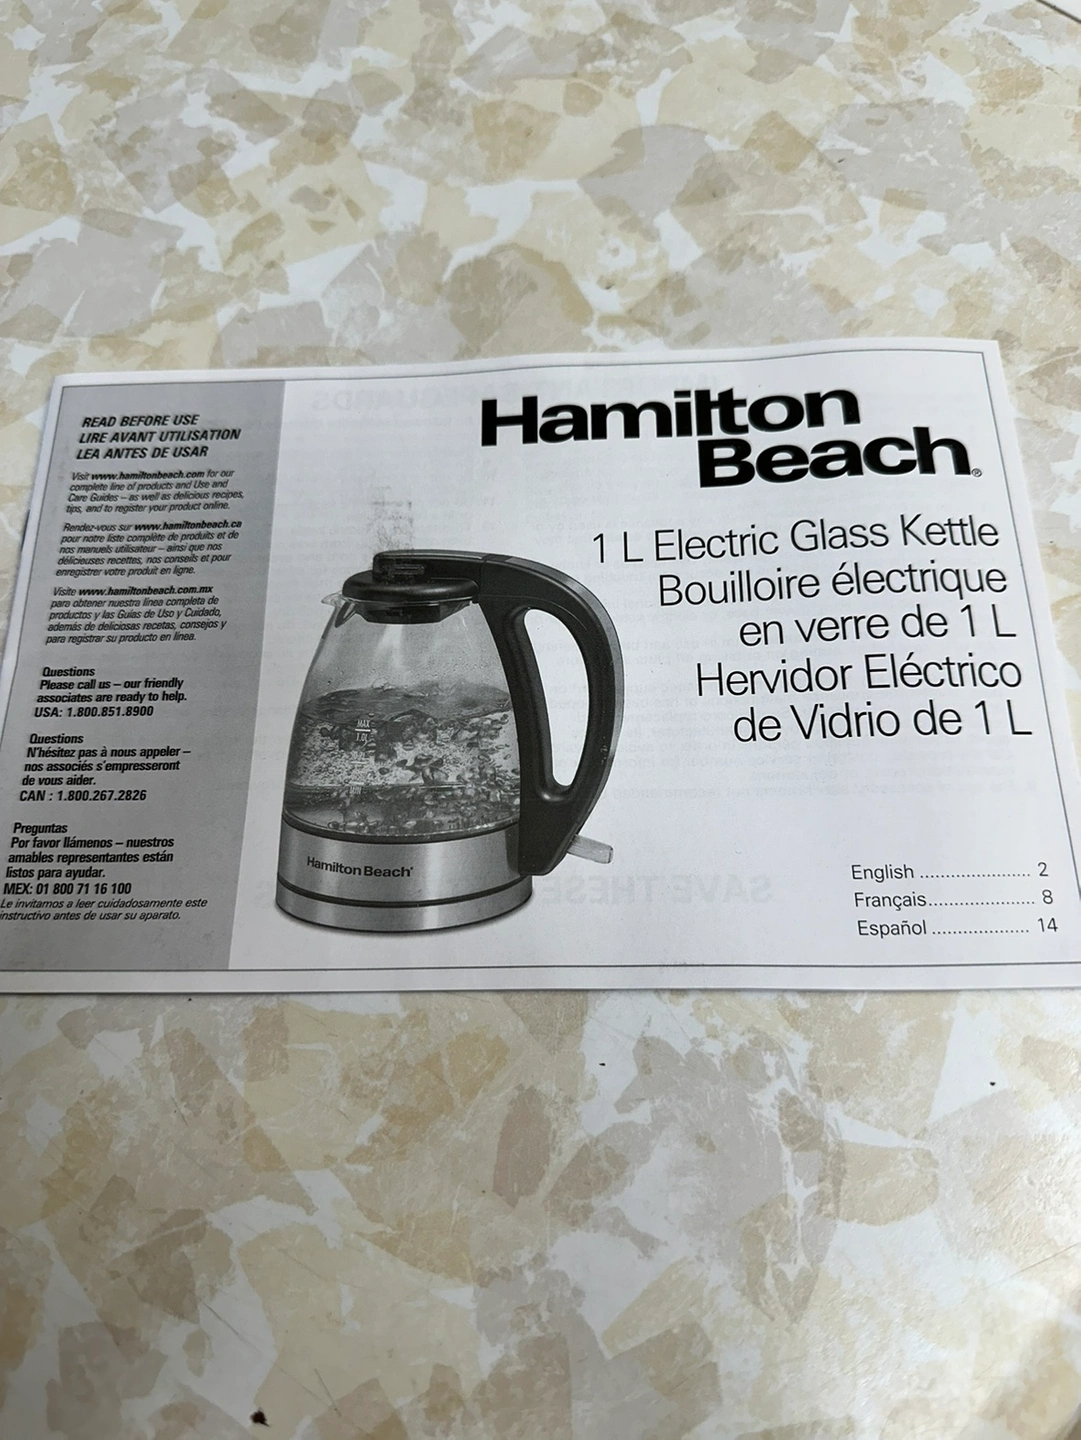 READ BEFORE USE
LIRE AVANT UTILISATION
LEA ANTES DE USAR
Visit www.hamiltonbeach.com for our
complete line of products and Use and
Care Guides – as well as delicious recipes,
tips, and to register your product online.
Rendez-vous sur www.hamiltonbeach.ca
pour notre liste complète de produits et de
nos manuels utilisateur – ainsi que nos
délicieuses recettes, nos conseils et pour
enregistrer votre produit en ligne.
Visite www.hamiltonbeach.com.mx
para obtener nuestra línea completa de
productos y las Guías de Uso y Cuidado,
además de deliciosas recetas, consejos y
para registrar su producto en línea.
Questions
Please call us – our friendly
associates are ready to help.
USA: 1.800.851.8900
Questions
N'hésitez pas à nous appeler –
nos associés s'empresseront
de vous aider.
CAN : 1.800.267.2826
Preguntas
Por favor llámenos – nuestros
amables representantes están
listos para ayudar.
MEX: 01 800 71 16 100
Le invitamos a leer cuidadosamente este
instructivo antes de usar su aparato.
MAX
1.0L
MIN
Hamilton Beach®
Hamilton
Beach®
1 L Electric Glass Kettle
Bouilloire électrique
en verre de 1 L
Hervidor Eléctrico
de Vidrio de 1 L
English .................... 2
Français................... 8
Español .................. 14